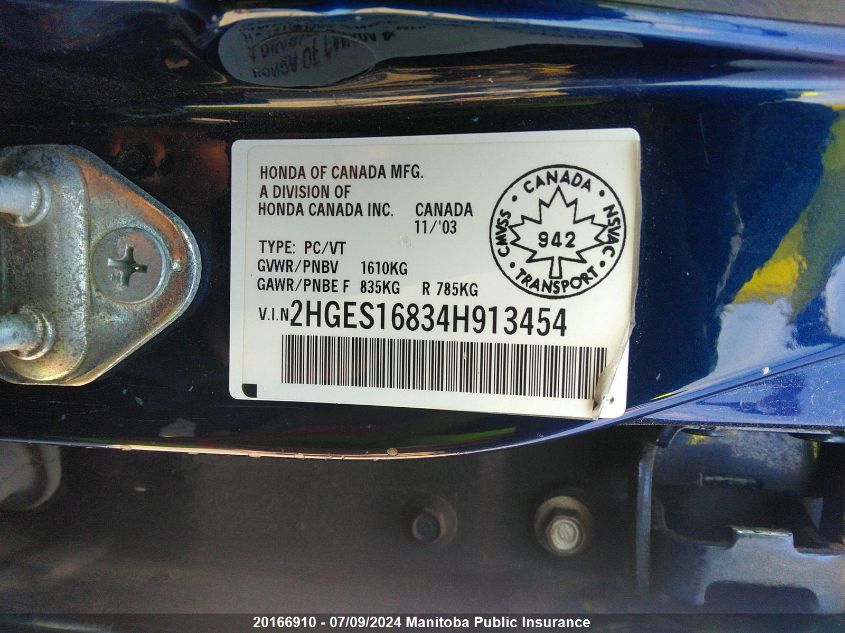 HONDA OF CANADA MFG.
A DIVISION OF
HONDA CANADA INC. CANADA
11/'03
TYPE: PC/VT
GVWR/PNBV 1610KG
GAWR/PNBE F 835KG R 785KG
V.I.N 2HGES16834H913454
CANADA
CMVSS
942
NSVAC
TRANSPORT
20166910 - 07/09/2024 Manitoba Public Insurance